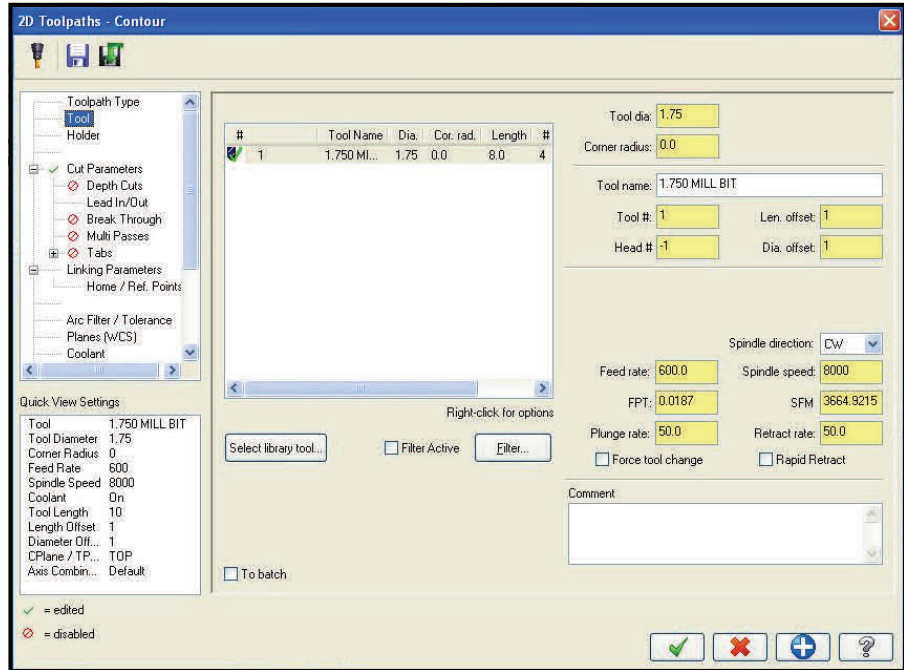 2D Toolpaths - Contour
Toolpath Type
Tool
Holder
Cut Parameters
Depth Cuts
Lead In/Out
Break Through
Multi Passes
Tabs
Linking Parameters
Home / Ref. Points
Arc Filter / Tolerance
Planes (WCS)
Coolant
Quick View Settings
Tool 1.750 MILL BIT
Tool Diameter 1.75
Corner Radius 0
Feed Rate 600
Spindle Speed 8000
Coolant On
Tool Length 10
Length Offset 1
Diameter Off... 1
CPlane / TP... TOP
Axis Combin... Default
= edited
= disabled
# Tool Name Dia. Cor. rad. Length #
1 1.750 MI... 1.75 0.0 8.0 4
Right-click for options
Select library tool... Filter Active Filter...
To batch
Tool dia: 1.75
Corner radius: 0.0
Tool name: 1.750 MILL BIT
Tool #: 1 Len. offset: 1
Head # -1 Dia. offset: 1
Spindle direction: CW
Feed rate: 600.0 Spindle speed: 8000
FPT: 0.0187 SFM 3664.9215
Plunge rate: 50.0 Retract rate: 50.0
Force tool change Rapid Retract
Comment